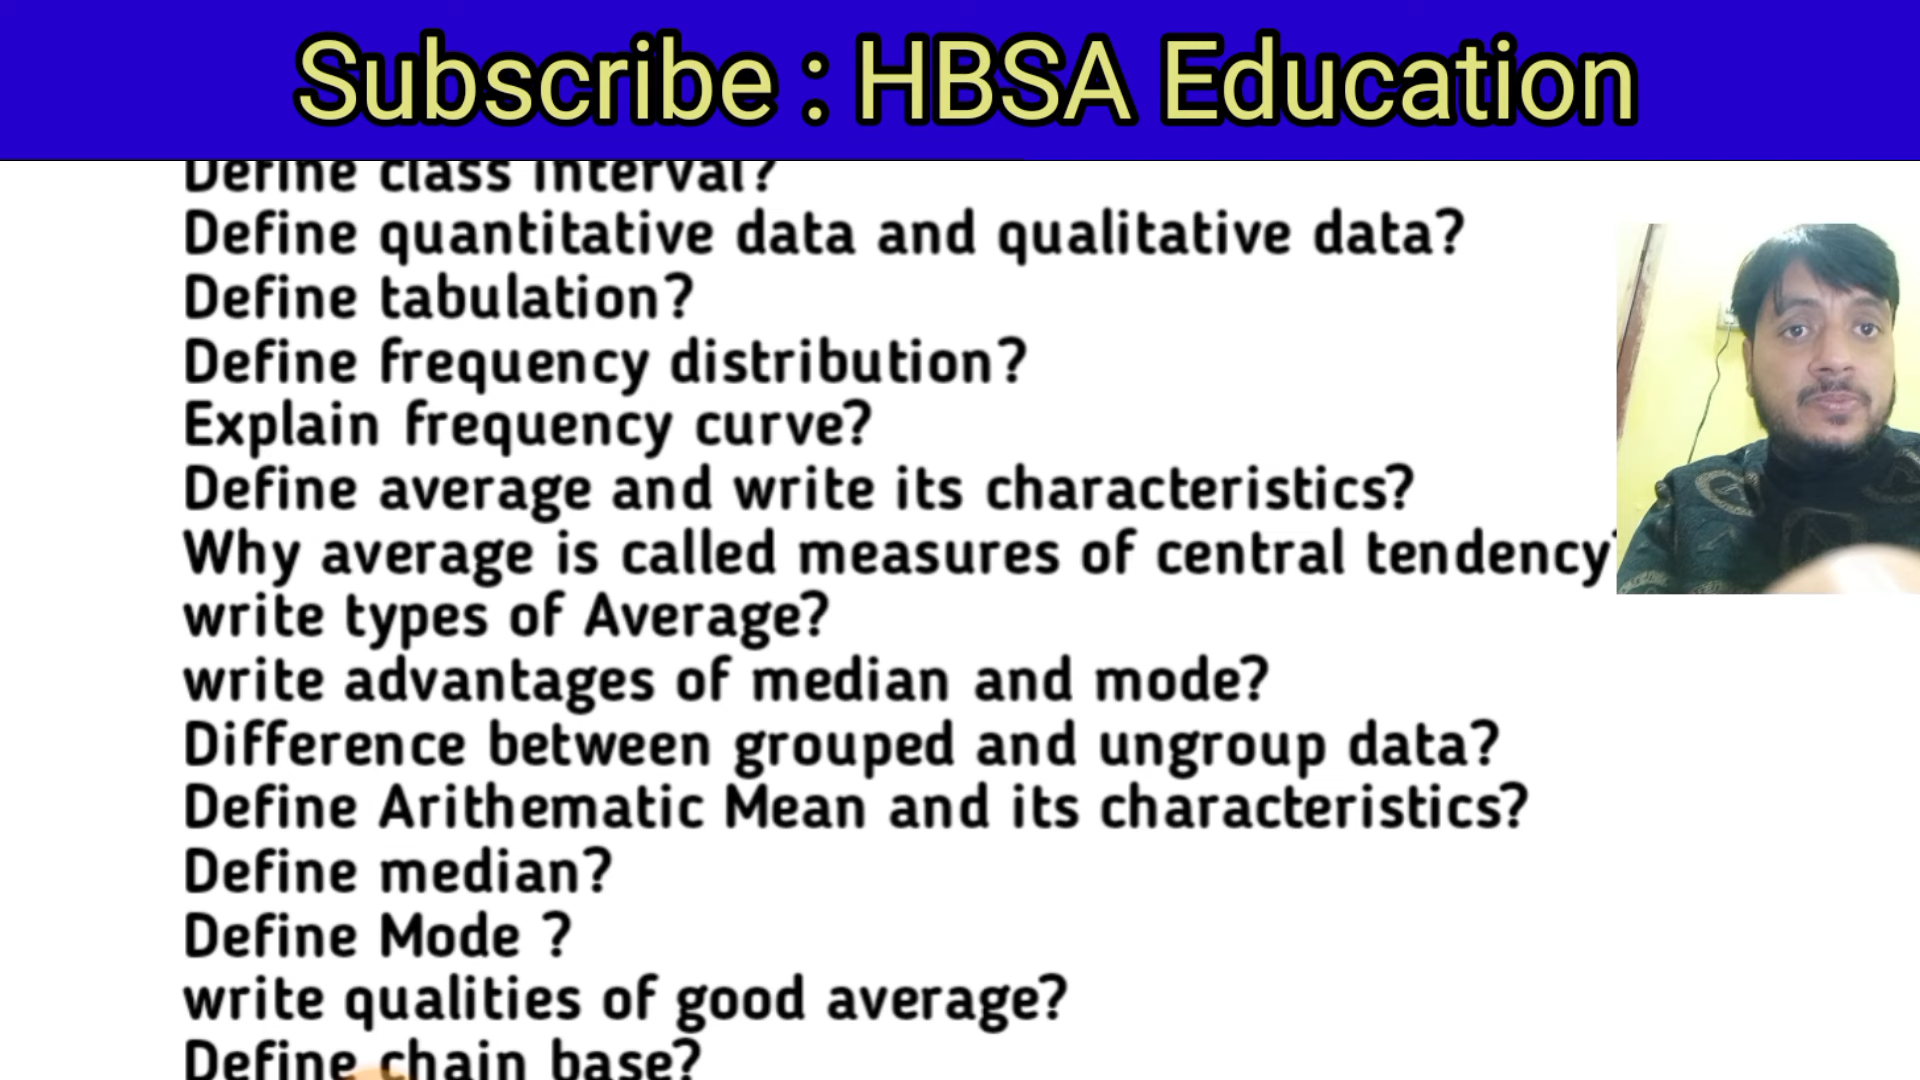 Subscribe : HBSA Education
Define class interval?
Define quantitative data and qualitative data?
Define tabulation?
Define frequency distribution?
Explain frequency curve?
Define average and write its characteristics?
Why average is called measures of central tendency?
write types of Average?
write advantages of median and mode?
Difference between grouped and ungroup data?
Define Arithematic Mean and its characteristics?
Define median?
Define Mode ?
write qualities of good average?
Define chain base?